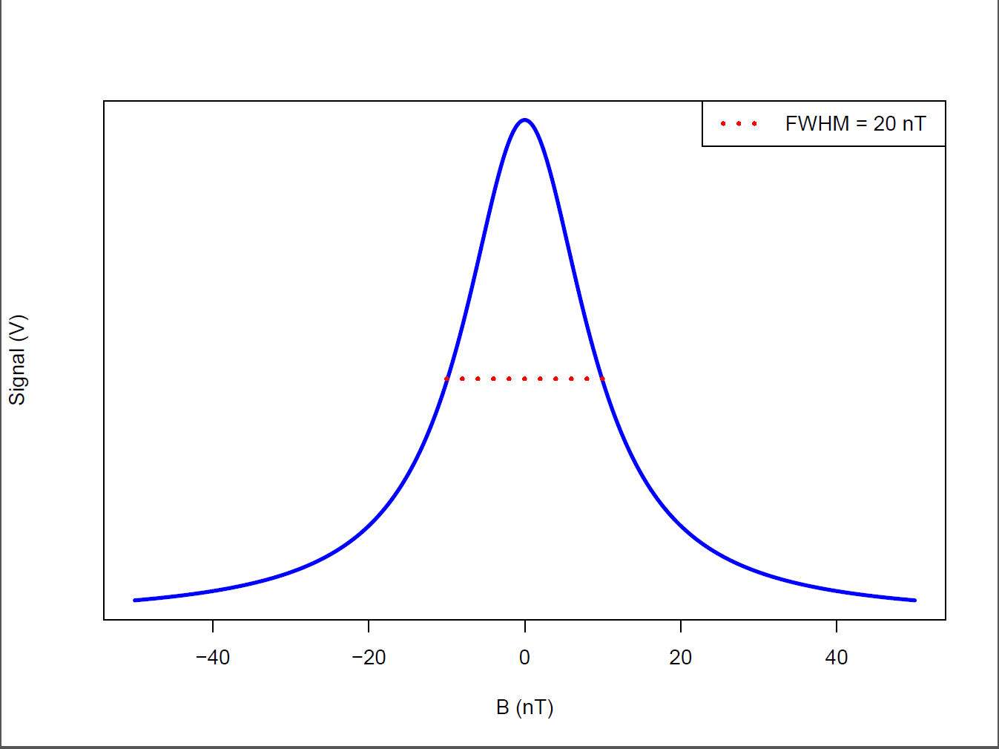 FWHM = 20 nT
Signal (V)
−40 −20 0 20 40
B (nT)